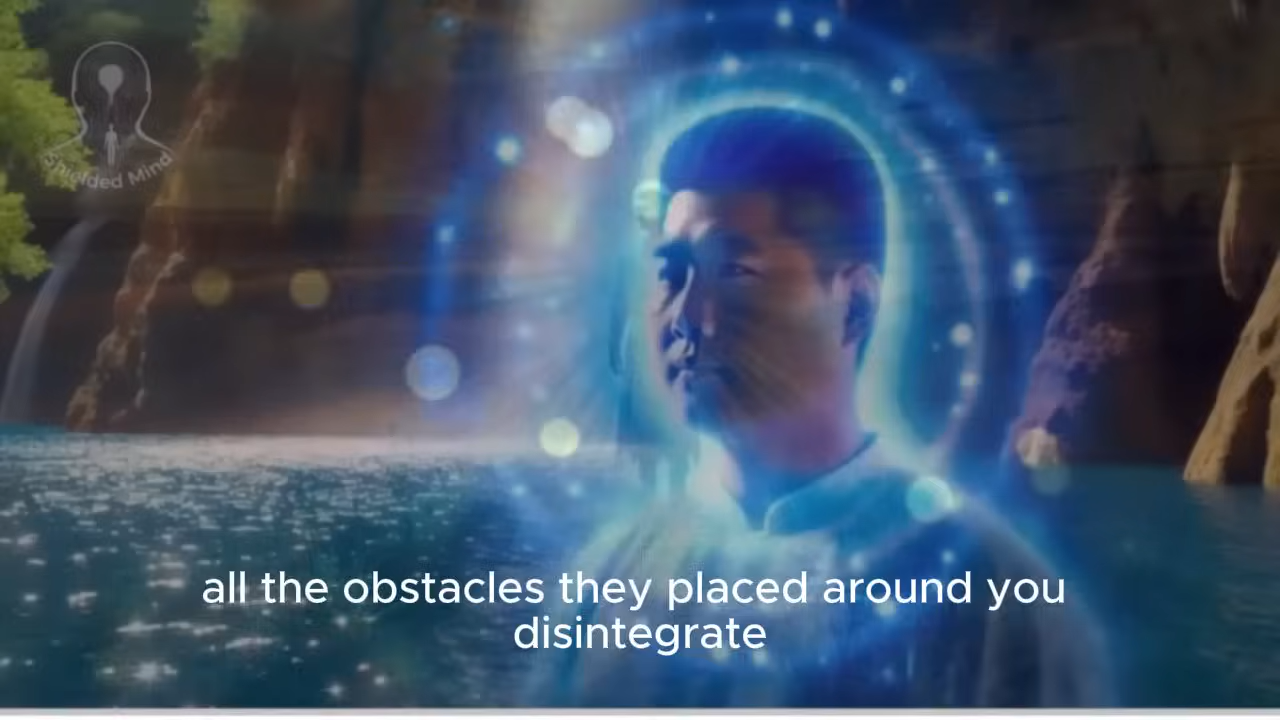 Shielded Mind
all the obstacles they placed around you
disintegrate